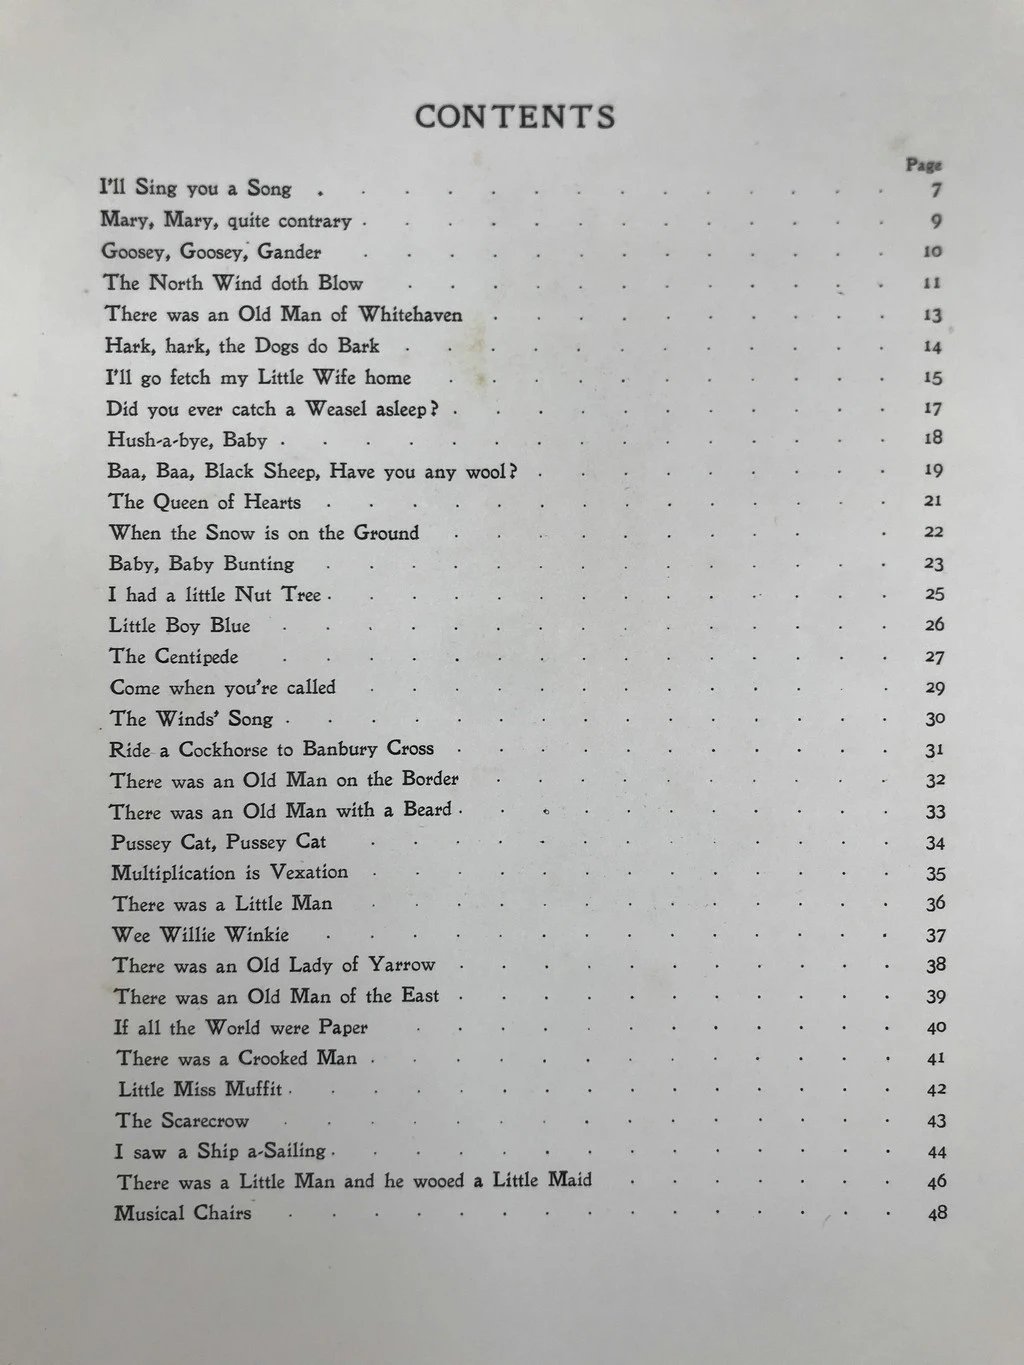 CONTENTS
Page
I'll Sing you a Song . . . . . . . . . . . . . . 7
Mary, Mary, quite contrary . . . . . . . . . . . . . 9
Goosey, Goosey, Gander . . . . . . . . . . . . . 10
The North Wind doth Blow . . . . . . . . . . . . 11
There was an Old Man of Whitehaven . . . . . . . . . . 13
Hark, hark, the Dogs do Bark . . . . . . . . . . . . 14
I'll go fetch my Little Wife home . . . . . . . . . . . 15
Did you ever catch a Weasel asleep? . . . . . . . . . . . 17
Hush-a-bye, Baby . . . . . . . . . . . . . . . 18
Baa, Baa, Black Sheep, Have you any wool? . . . . . . . . . 19
The Queen of Hearts . . . . . . . . . . . . . . 21
When the Snow is on the Ground . . . . . . . . . . 22
Baby, Baby Bunting . . . . . . . . . . . . . . 23
I had a little Nut Tree . . . . . . . . . . . . . . 25
Little Boy Blue . . . . . . . . . . . . . . . 26
The Centipede . . . . . . . . . . . . . . . 27
Come when you're called . . . . . . . . . . . . . 29
The Winds' Song . . . . . . . . . . . . . . . 30
Ride a Cockhorse to Banbury Cross . . . . . . . . . . . 31
There was an Old Man on the Border . . . . . . . . . . 32
There was an Old Man with a Beard . . . . . . . . . . . 33
Pussey Cat, Pussey Cat . . . . . . . . . . . . . 34
Multiplication is Vexation . . . . . . . . . . . . . 35
There was a Little Man . . . . . . . . . . . . . 36
Wee Willie Winkie . . . . . . . . . . . . . . 37
There was an Old Lady of Yarrow . . . . . . . . . . . 38
There was an Old Man of the East . . . . . . . . . . . 39
If all the World were Paper . . . . . . . . . . . . 40
There was a Crooked Man . . . . . . . . . . . . . 41
Little Miss Muffit . . . . . . . . . . . . . . . 42
The Scarecrow . . . . . . . . . . . . . . . 43
I saw a Ship a-Sailing . . . . . . . . . . . . . . 44
There was a Little Man and he wooed a Little Maid . . . . . . . 46
Musical Chairs . . . . . . . . . . . . . . . 48